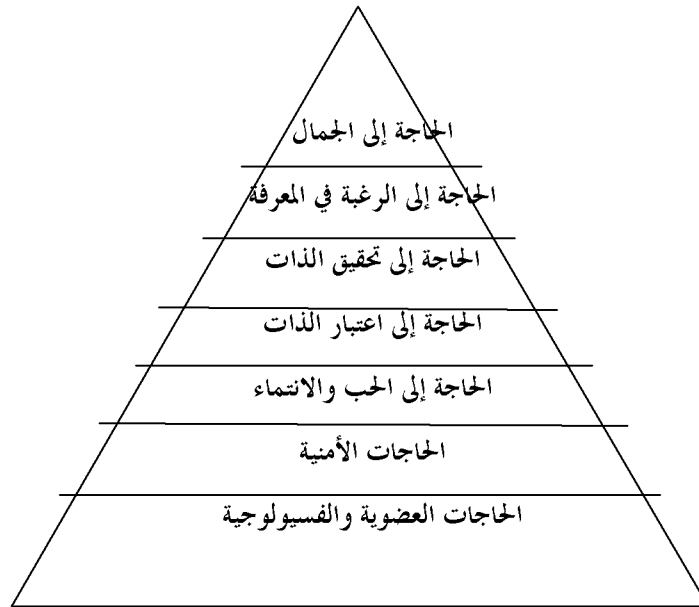 الحاجة إلى الجمال
الحاجة إلى الرغبة في المعرفة
الحاجة إلى تحقيق الذات
الحاجة إلى اعتبار الذات
الحاجة إلى الحب والانتماء
الحاجات الأمنية
الحاجات العضوية والفسيولوجية